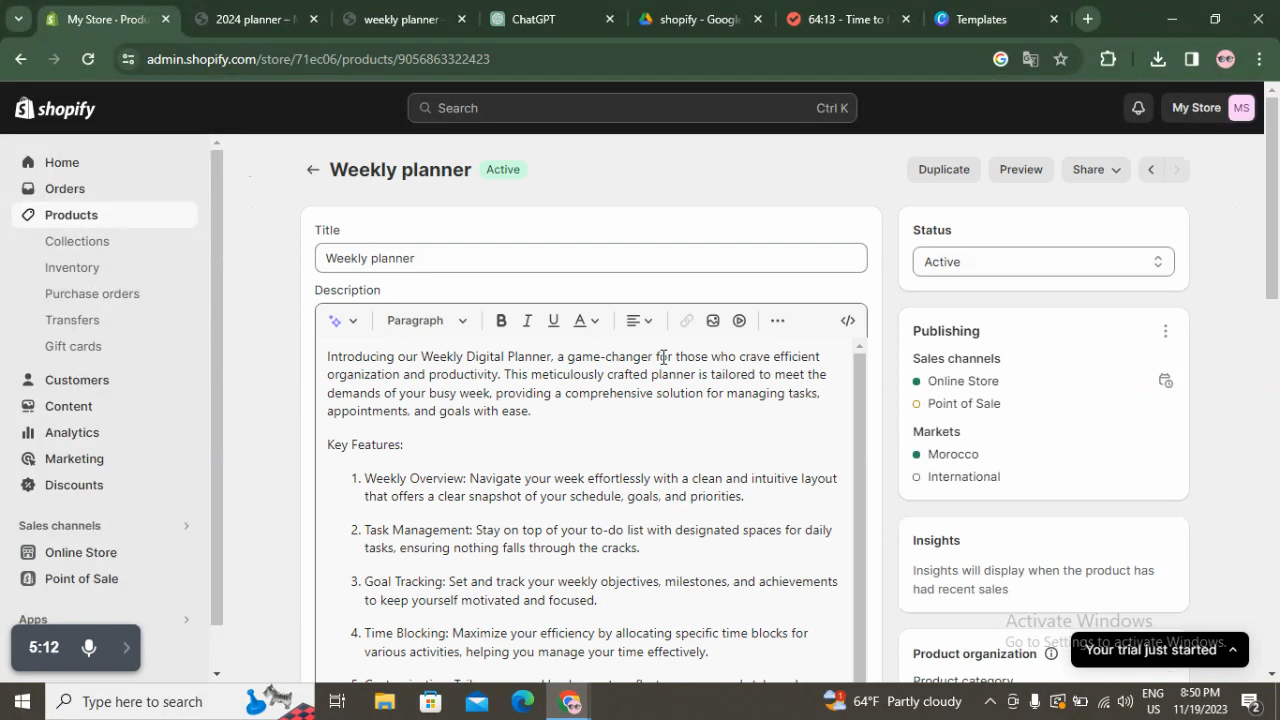 My Store · Produ
2024 planner – M
weekly planner –
ChatGPT
shopify - Google
64:13 - Time to f
Templates
admin.shopify.com/store/71ec06/products/9056863322423
shopify
Search
Ctrl K
My Store
MS
Home
Orders
Products
Collections
Inventory
Purchase orders
Transfers
Gift cards
Customers
Content
Analytics
Marketing
Discounts
Sales channels
Online Store
Point of Sale
Apps
5:12
Weekly planner
Active
Duplicate
Preview
Share
Title
Weekly planner
Description
Paragraph
B I U A
Introducing our Weekly Digital Planner, a game-changer for those who crave efficient
organization and productivity. This meticulously crafted planner is tailored to meet the
demands of your busy week, providing a comprehensive solution for managing tasks,
appointments, and goals with ease.
Key Features:
1. Weekly Overview: Navigate your week effortlessly with a clean and intuitive layout
that offers a clear snapshot of your schedule, goals, and priorities.
2. Task Management: Stay on top of your to-do list with designated spaces for daily
tasks, ensuring nothing falls through the cracks.
3. Goal Tracking: Set and track your weekly objectives, milestones, and achievements
to keep yourself motivated and focused.
4. Time Blocking: Maximize your efficiency by allocating specific time blocks for
various activities, helping you manage your time effectively.
Status
Active
Publishing
Sales channels
Online Store
Point of Sale
Markets
Morocco
International
Insights
Insights will display when the product has
had recent sales
Activate Windows
Go to Settings to activate Windows.
Product organization
Your trial just started
Product category
Type here to search
64°F Partly cloudy
ENG
US
8:50 PM
11/19/2023
2